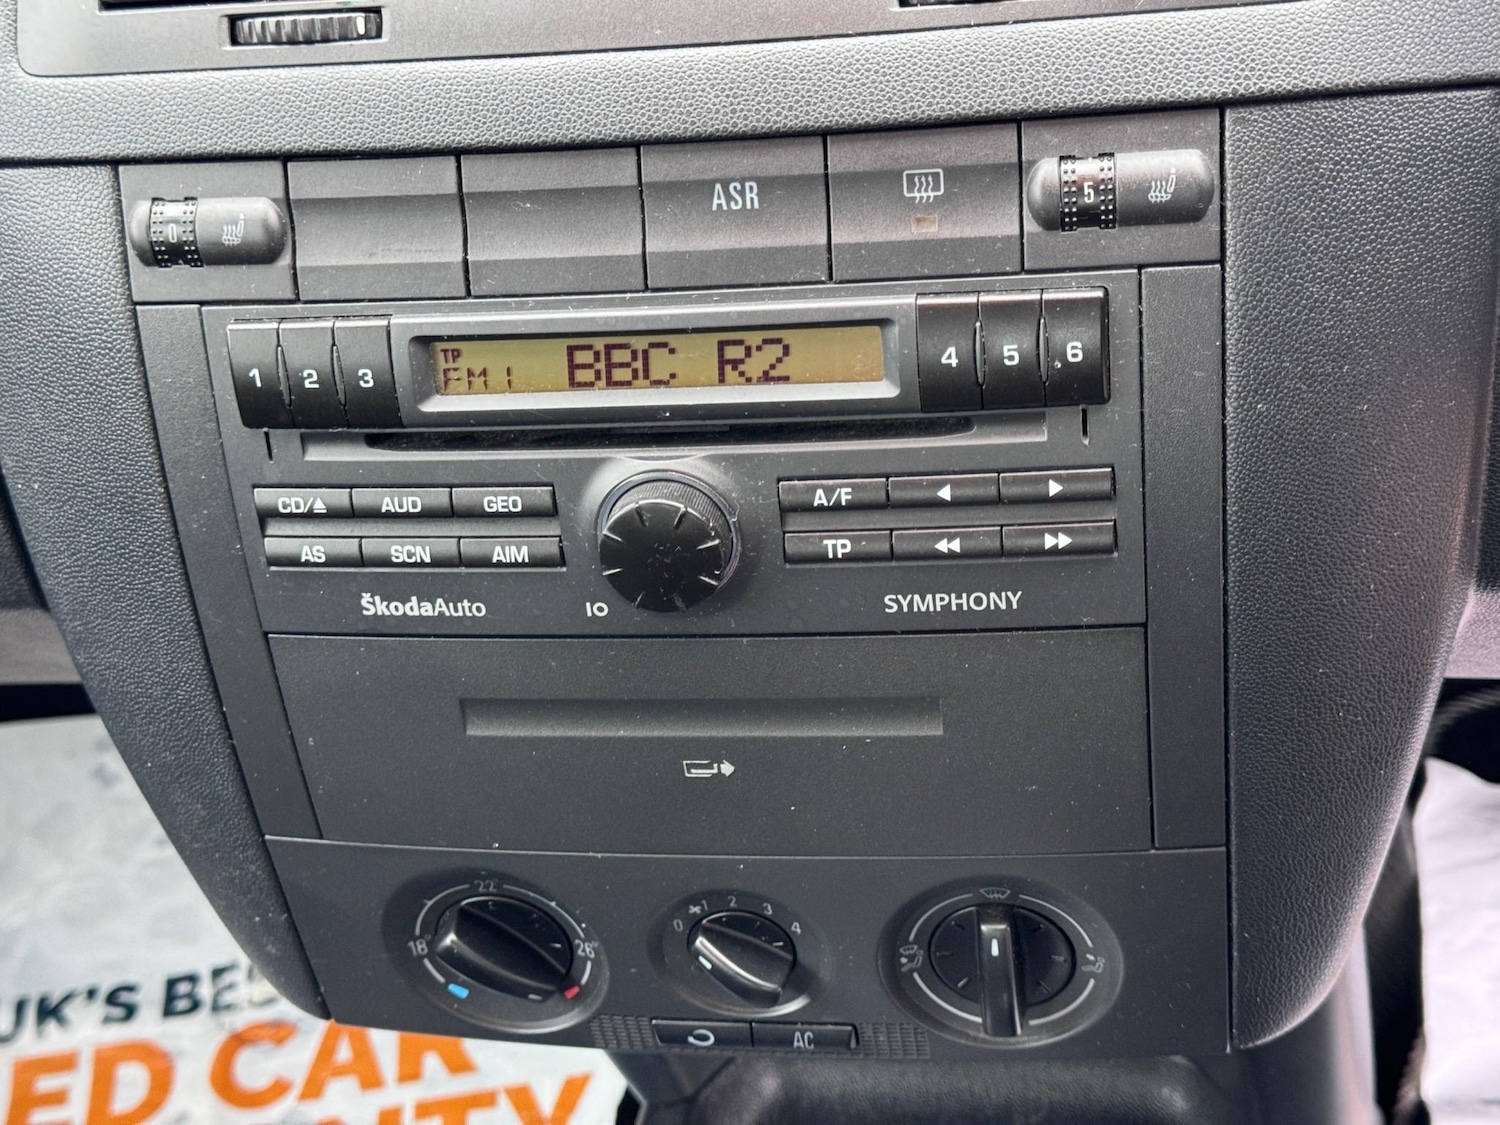 0
ASR
5
1 2 3
TP
FM1 BBC R2
4 5 6
CD/ AUD GEO
AS SCN AIM
A/F
TP
ŠkodaAuto
IO
SYMPHONY
18° 22° 26°
0 1 2 3 4
AC
UK'S BES
ED CAR